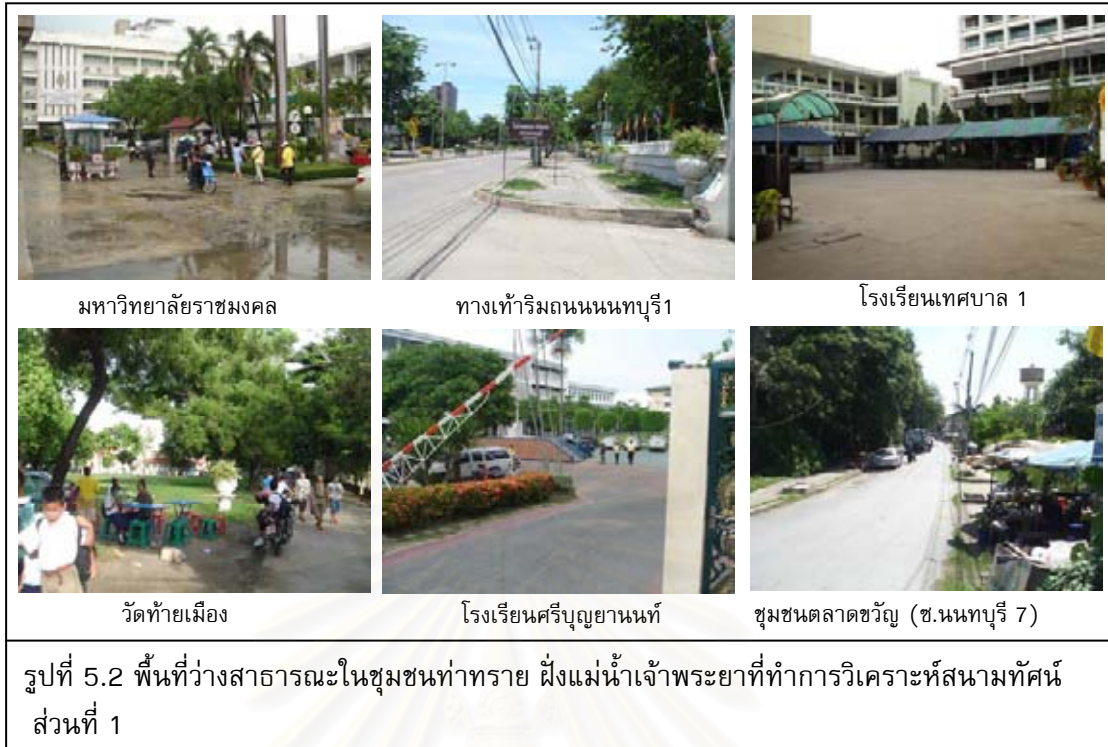 มหาวิทยาลัยราชมงคล
ทางเท้าริมถนนนนทบุรี1
โรงเรียนเทศบาล 1
วัดท้ายเมือง
โรงเรียนศรีบุญยานนท์
ชุมชนตลาดขวัญ (ซ.นนทบุรี 7)
รูปที่ 5.2 พื้นที่ว่างสาธารณะในชุมชนท่าทราย ฝั่งแม่น้ำเจ้าพระยาที่ทำการวิเคราะห์สนามทัศน์
ส่วนที่ 1